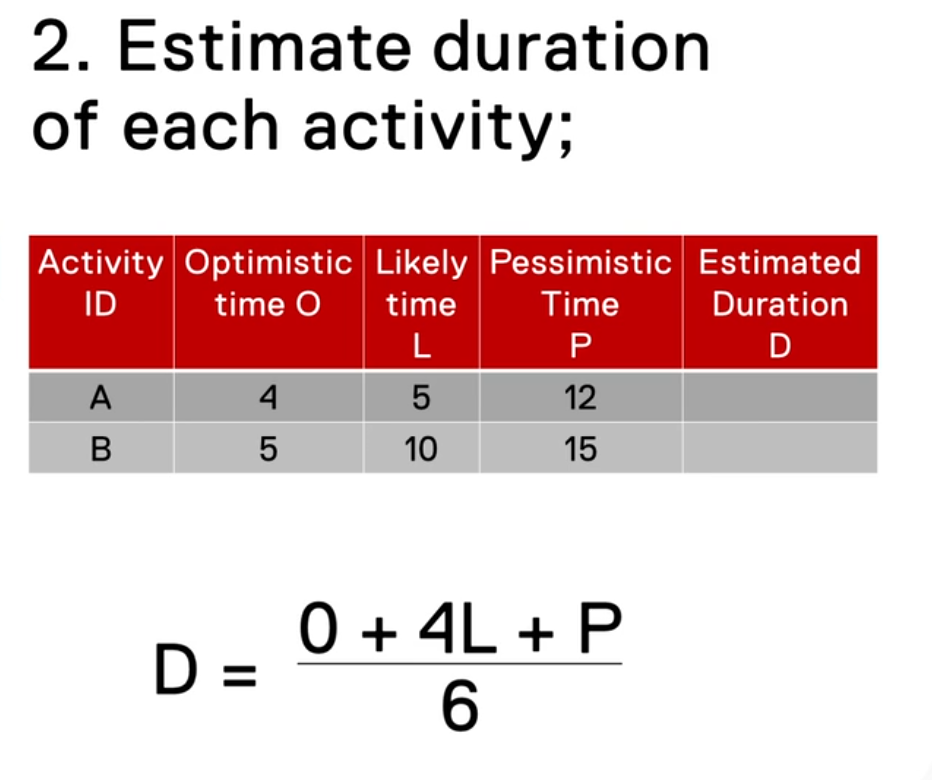 2. Estimate duration
of each activity;
Activity ID | Optimistic time O | Likely time L | Pessimistic Time P | Estimated Duration D
A | 4 | 5 | 12 |
B | 5 | 10 | 15 |
D = 0 + 4L + P
6